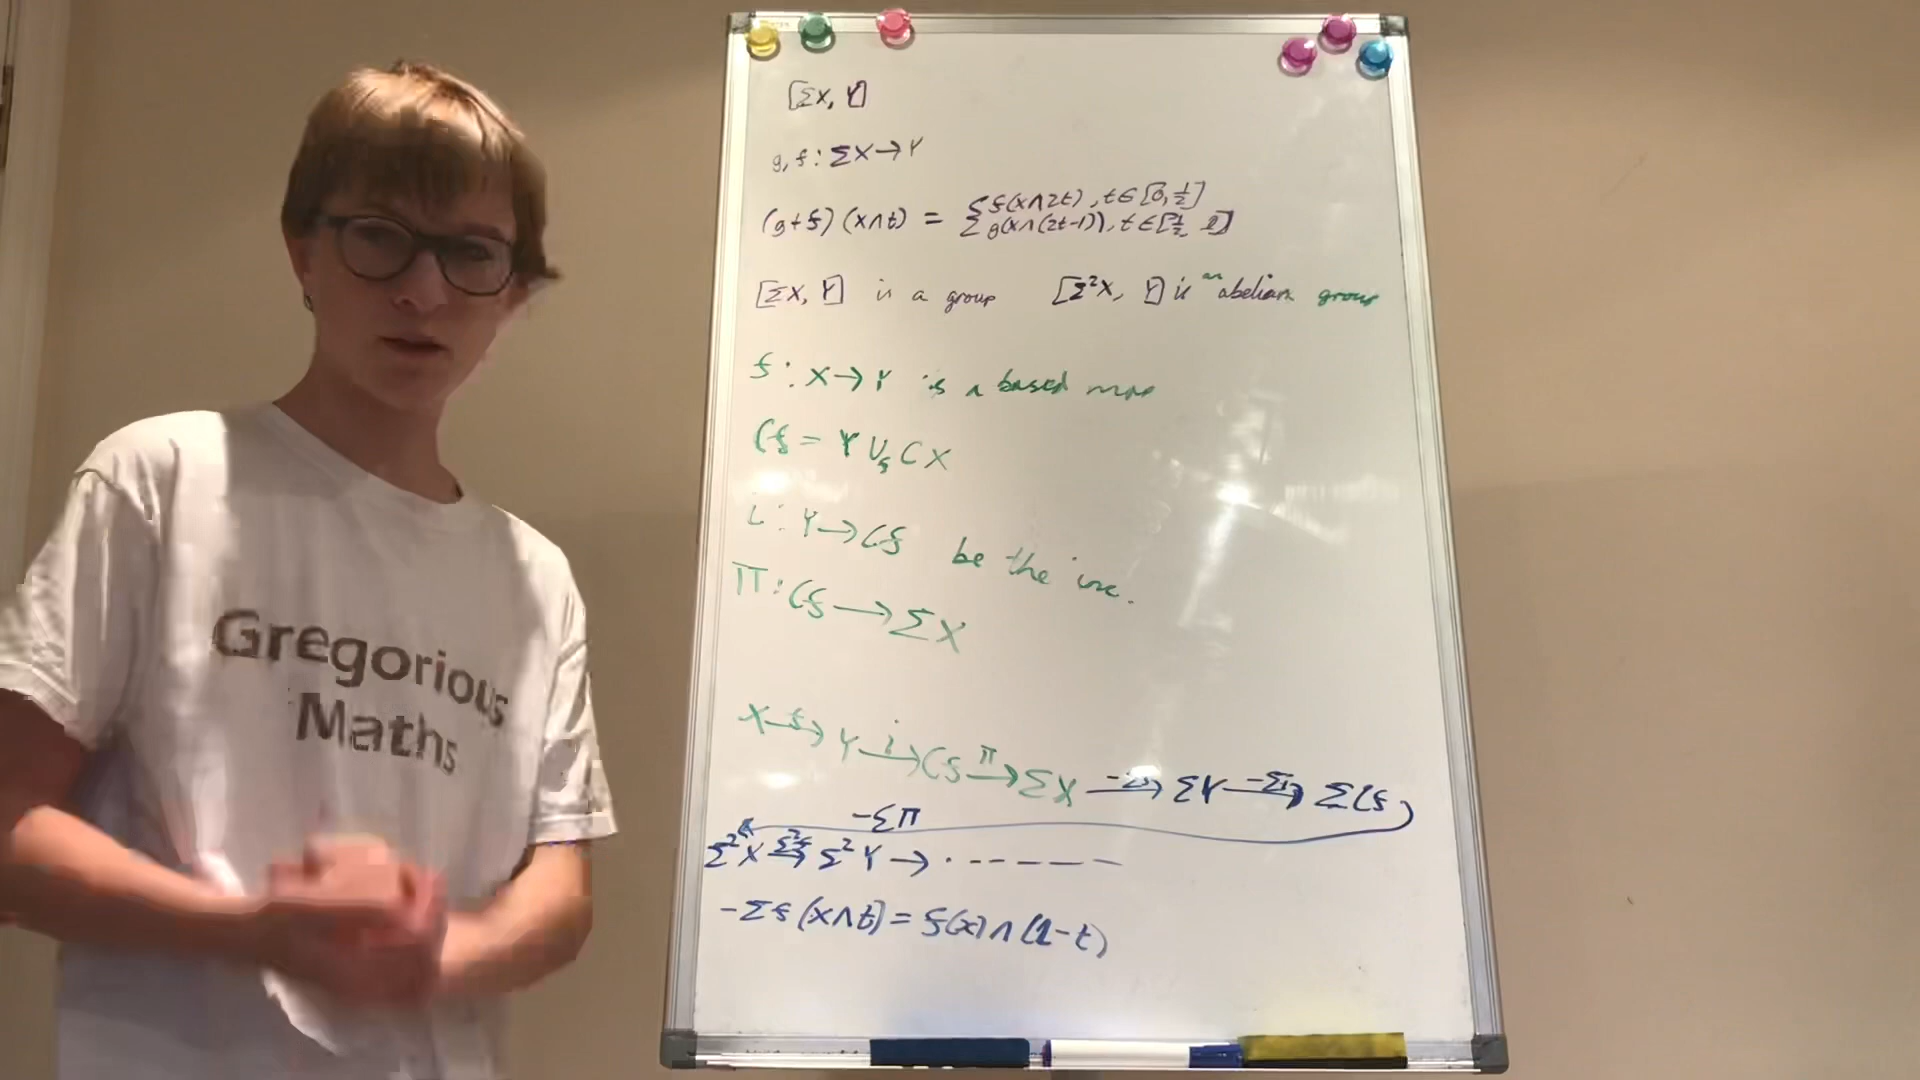 Gregorious
Maths
[ΣX, Y]
g, f : ΣX → Y
(g+f)(x∧t) = { f(x∧2t), t∈[0, 1/2]
g(x∧(2t-1)), t∈[1/2, 1]
[ΣX, Y] is a group [Σ²X, Y] is an abelian group
f : X → Y is a based map
Cf = Y ∪f CX
i : Y → Cf be the inc.
π : Cf → ΣX
X -f→ Y -i→ Cf -π→ ΣX -Σf→ ΣY -Σi→ ΣCf
-Σπ
Σ²X Σ²f→ Σ²Y → · - - - - -
-Σf(x∧t) = f(x)∧(1-t)